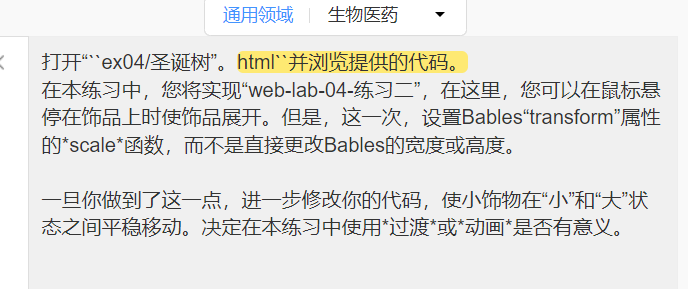 通用领域 生物医药
打开“``ex04/圣诞树”。html``并浏览提供的代码。
在本练习中，您将实现“web-lab-04-练习二”，在这里，您可以在鼠标悬
停在饰品上时使饰品展开。但是，这一次，设置Bables“transform”属性
的*scale*函数，而不是直接更改Bables的宽度或高度。
一旦你做到了这一点，进一步修改你的代码，使小饰物在“小”和“大”状
态之间平稳移动。决定在本练习中使用*过渡*或*动画*是否有意义。